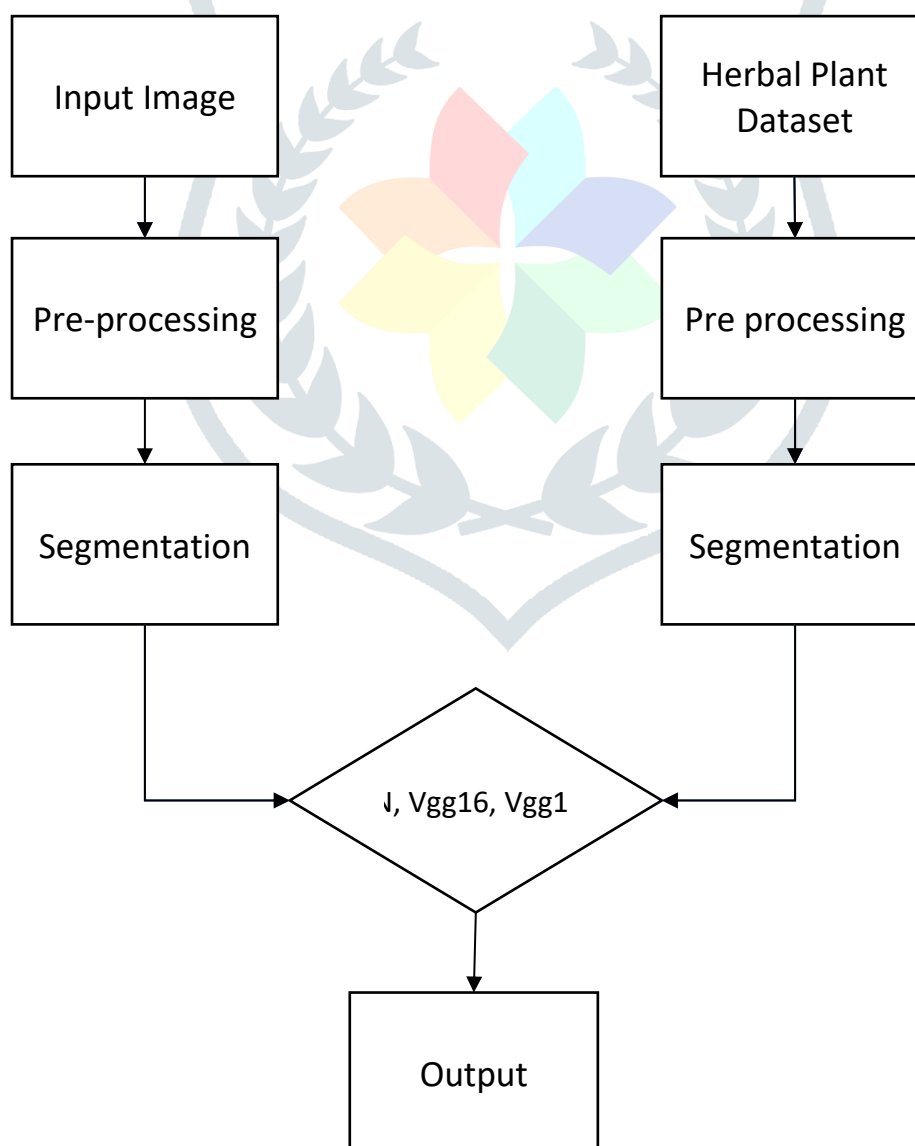 Input Image
Herbal Plant
Dataset
Pre-processing
Pre processing
Segmentation
Segmentation
, Vgg16, Vgg1
Output